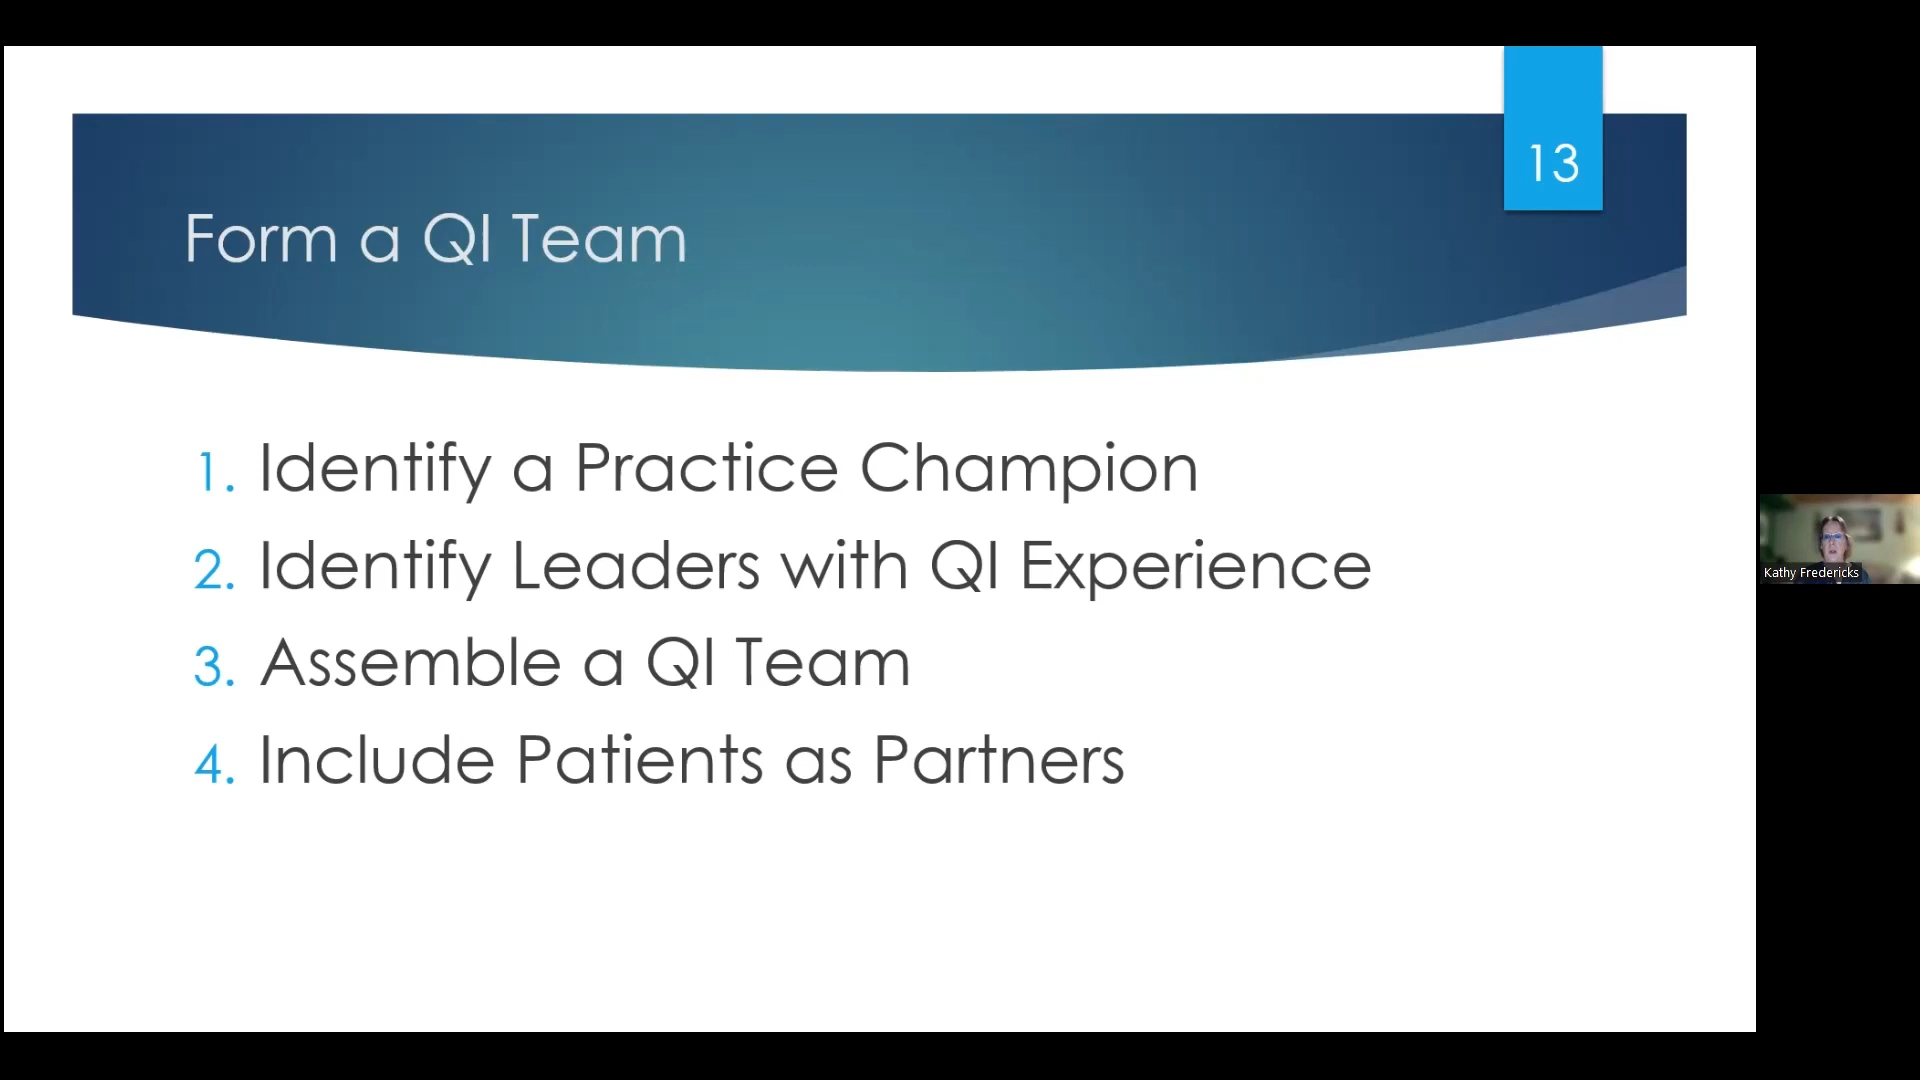 13
Form a QI Team
1. Identify a Practice Champion
2. Identify Leaders with QI Experience
3. Assemble a QI Team
4. Include Patients as Partners
Kathy Fredericks